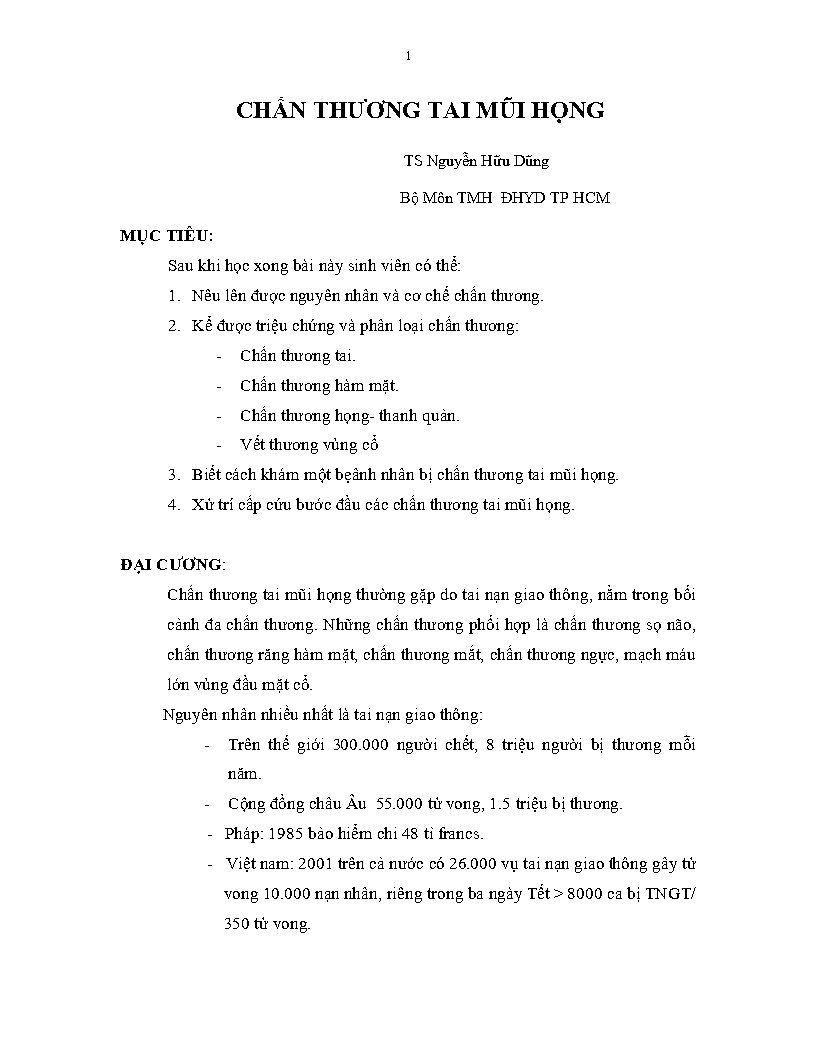 1
CHẤN THƯƠNG TAI MŨI HỌNG
TS Nguyễn Hữu Dũng
Bộ Môn TMH ĐHYD TP HCM
MỤC TIÊU:
Sau khi học xong bài này sinh viên có thể:
1. Nêu lên được nguyên nhân và cơ chế chấn thương.
2. Kể được triệu chứng và phân loại chấn thương:
- Chấn thương tai.
- Chấn thương hàm mặt.
- Chấn thương họng- thanh quản.
- Vết thương vùng cổ
3. Biết cách khám một bẹânh nhân bị chấn thương tai mũi họng.
4. Xử trí cấp cứu bước đầu các chấn thương tai mũi họng.
ĐẠI CƯƠNG:
Chấn thương tai mũi họng thường gặp do tai nạn giao thông, nằm trong bối
cảnh đa chấn thương. Những chấn thương phối hợp là chấn thương sọ não,
chấn thương răng hàm mặt, chấn thương mắt, chấn thương ngực, mạch máu
lớn vùng đầu mặt cổ.
Nguyên nhân nhiều nhất là tai nạn giao thông:
- Trên thế giới 300.000 người chết, 8 triệu người bị thương mỗi
năm.
- Cộng đồng châu Âu 55.000 tử vong, 1.5 triệu bị thương.
- Pháp: 1985 bảo hiểm chi 48 tỉ francs.
- Việt nam: 2001 trên cả nước có 26.000 vụ tai nạn giao thông gây tử
vong 10.000 nạn nhân, riêng trong ba ngày Tết > 8000 ca bị TNGT/
350 tử vong.